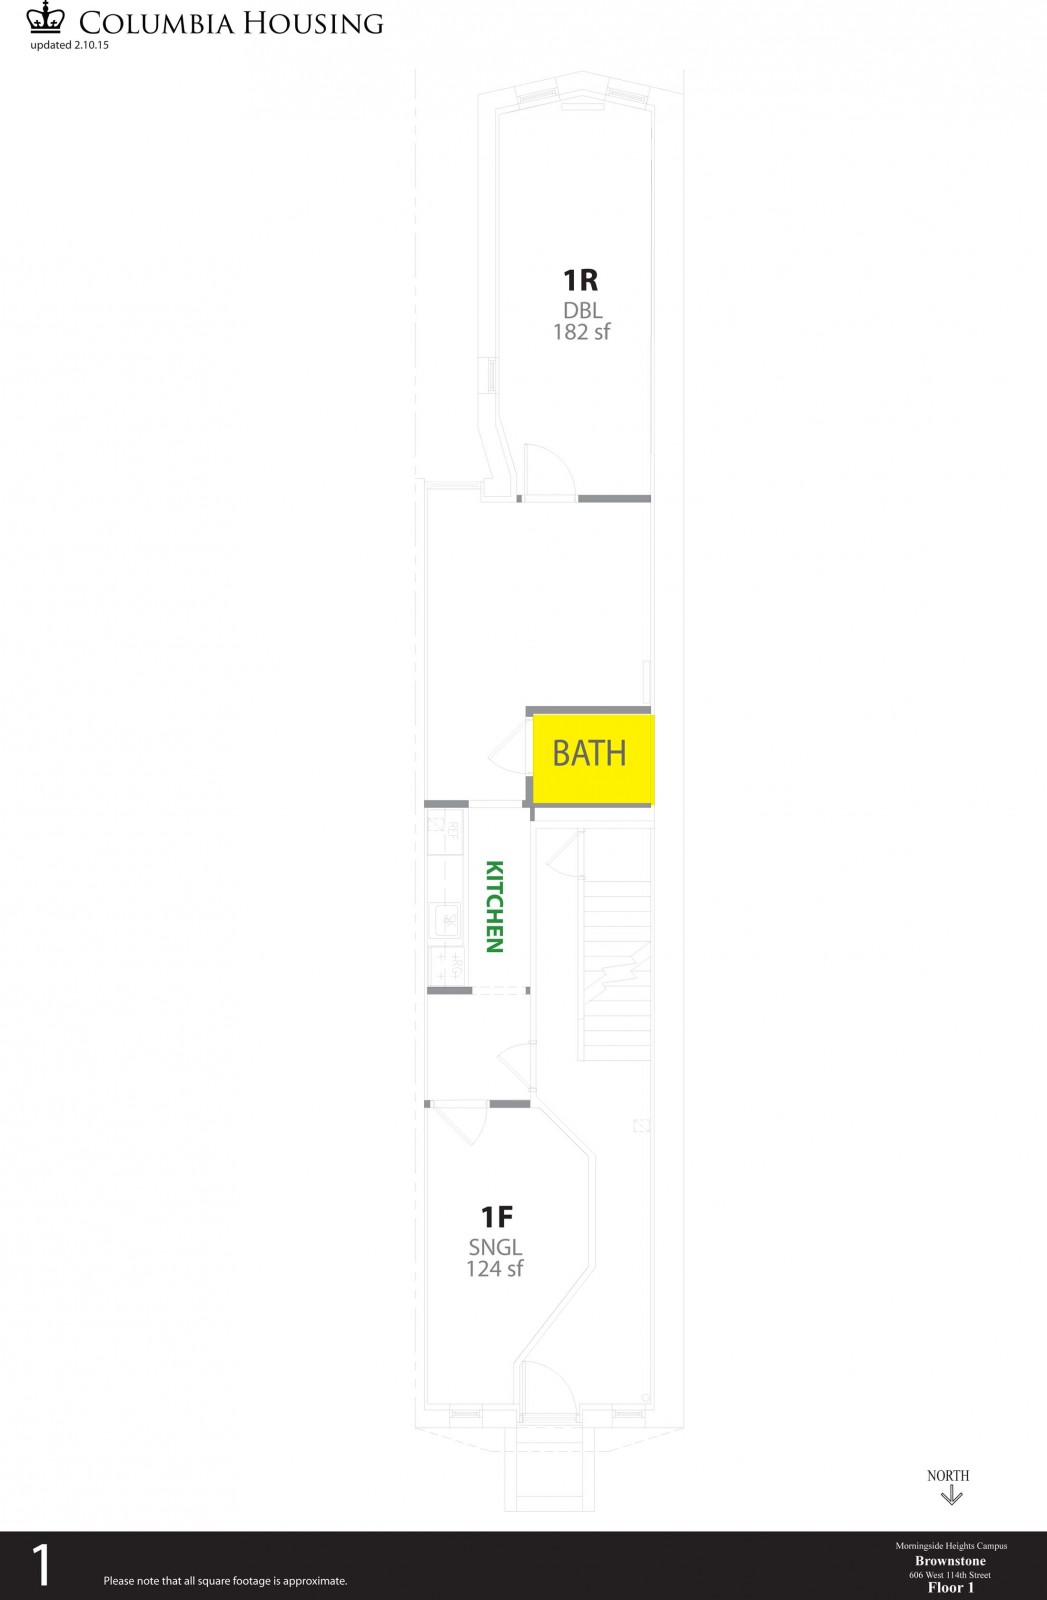 COLUMBIA HOUSING
updated 2.10.15
1R
DBL
182 sf
BATH
REF
KITCHEN
RG
1F
SNGL
124 sf
NORTH
1
Please note that all square footage is approximate.
Morningside Heights Campus
Brownstone
606 West 114th Street
Floor 1